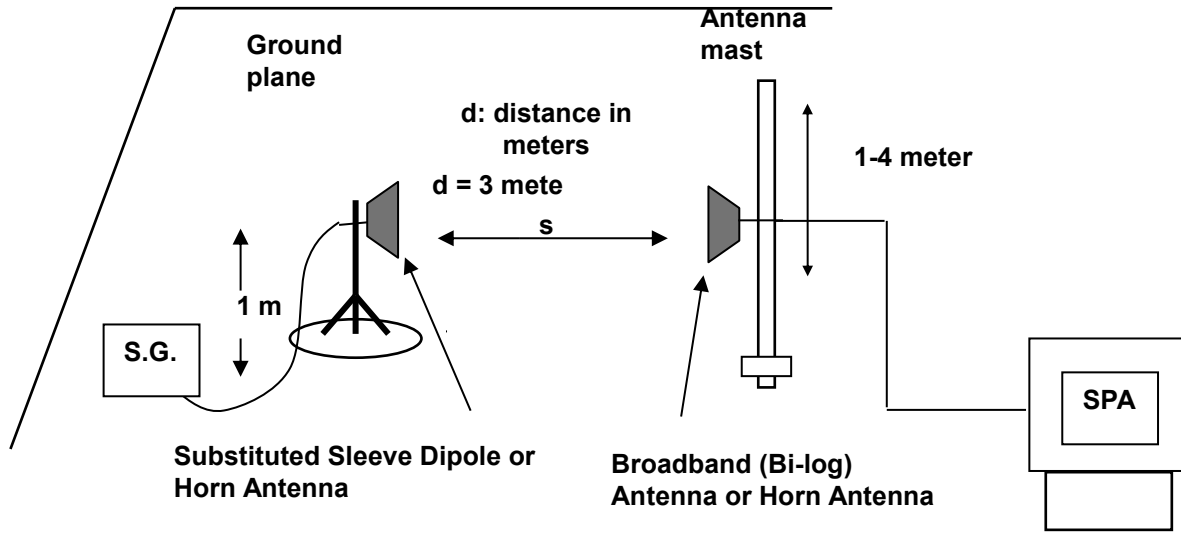 Ground
plane
Antenna
mast
d: distance in
meters
d = 3 mete
s
1-4 meter
1 m
S.G.
SPA
Substituted Sleeve Dipole or
Horn Antenna
Broadband (Bi-log)
Antenna or Horn Antenna